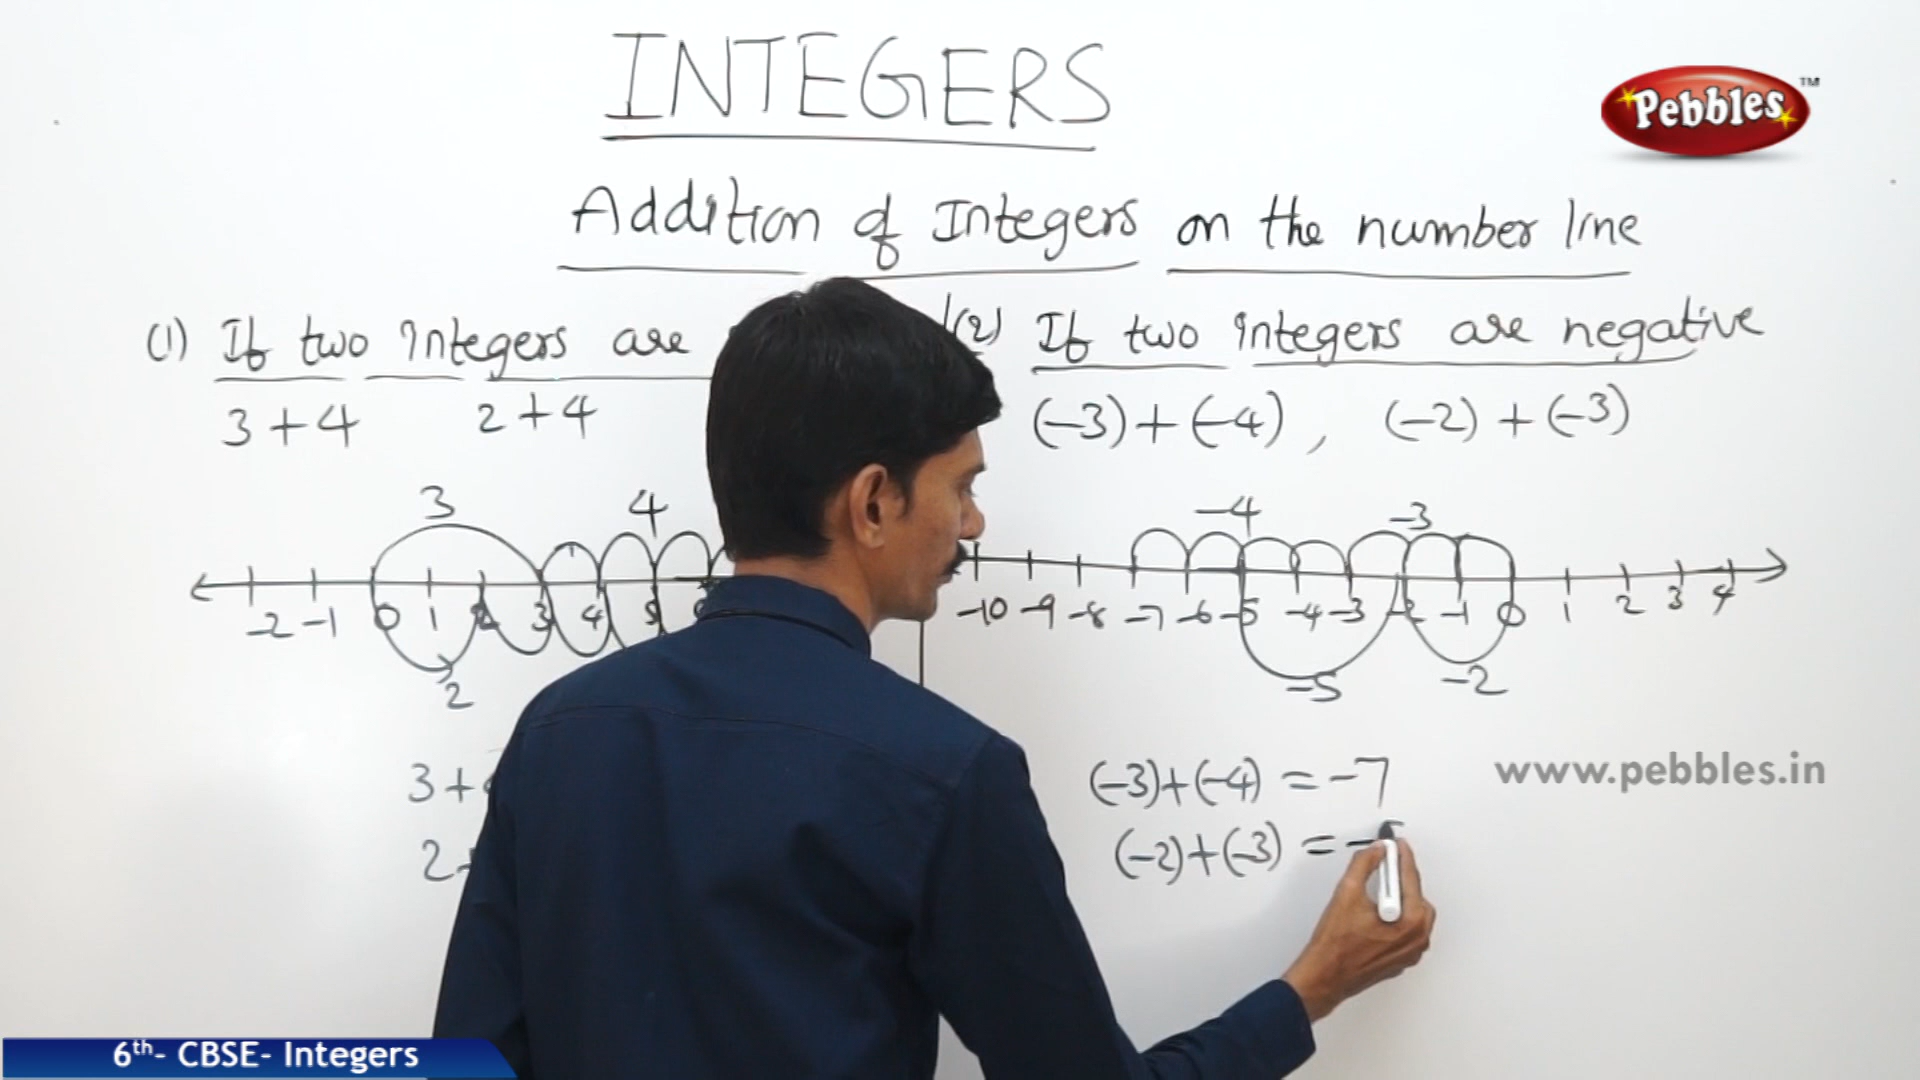 INTEGERS
Pebbles™
Addition of Integers on the number line
(1) If two Integers are
3+4 2+4
3 4
-2 -1 0 1 2 3 4 5
2
3+
2+
(2) If two integers are negative
(-3)+(-4) , (-2)+(-3)
-4 -3
-10 -9 -8 -7 -6 -5 -4 -3 -2 -1 0 1 2 3 4
-5 -2
(-3)+(-4) = -7
(-2)+(-3) = -
www.pebbles.in
6th- CBSE- Integers